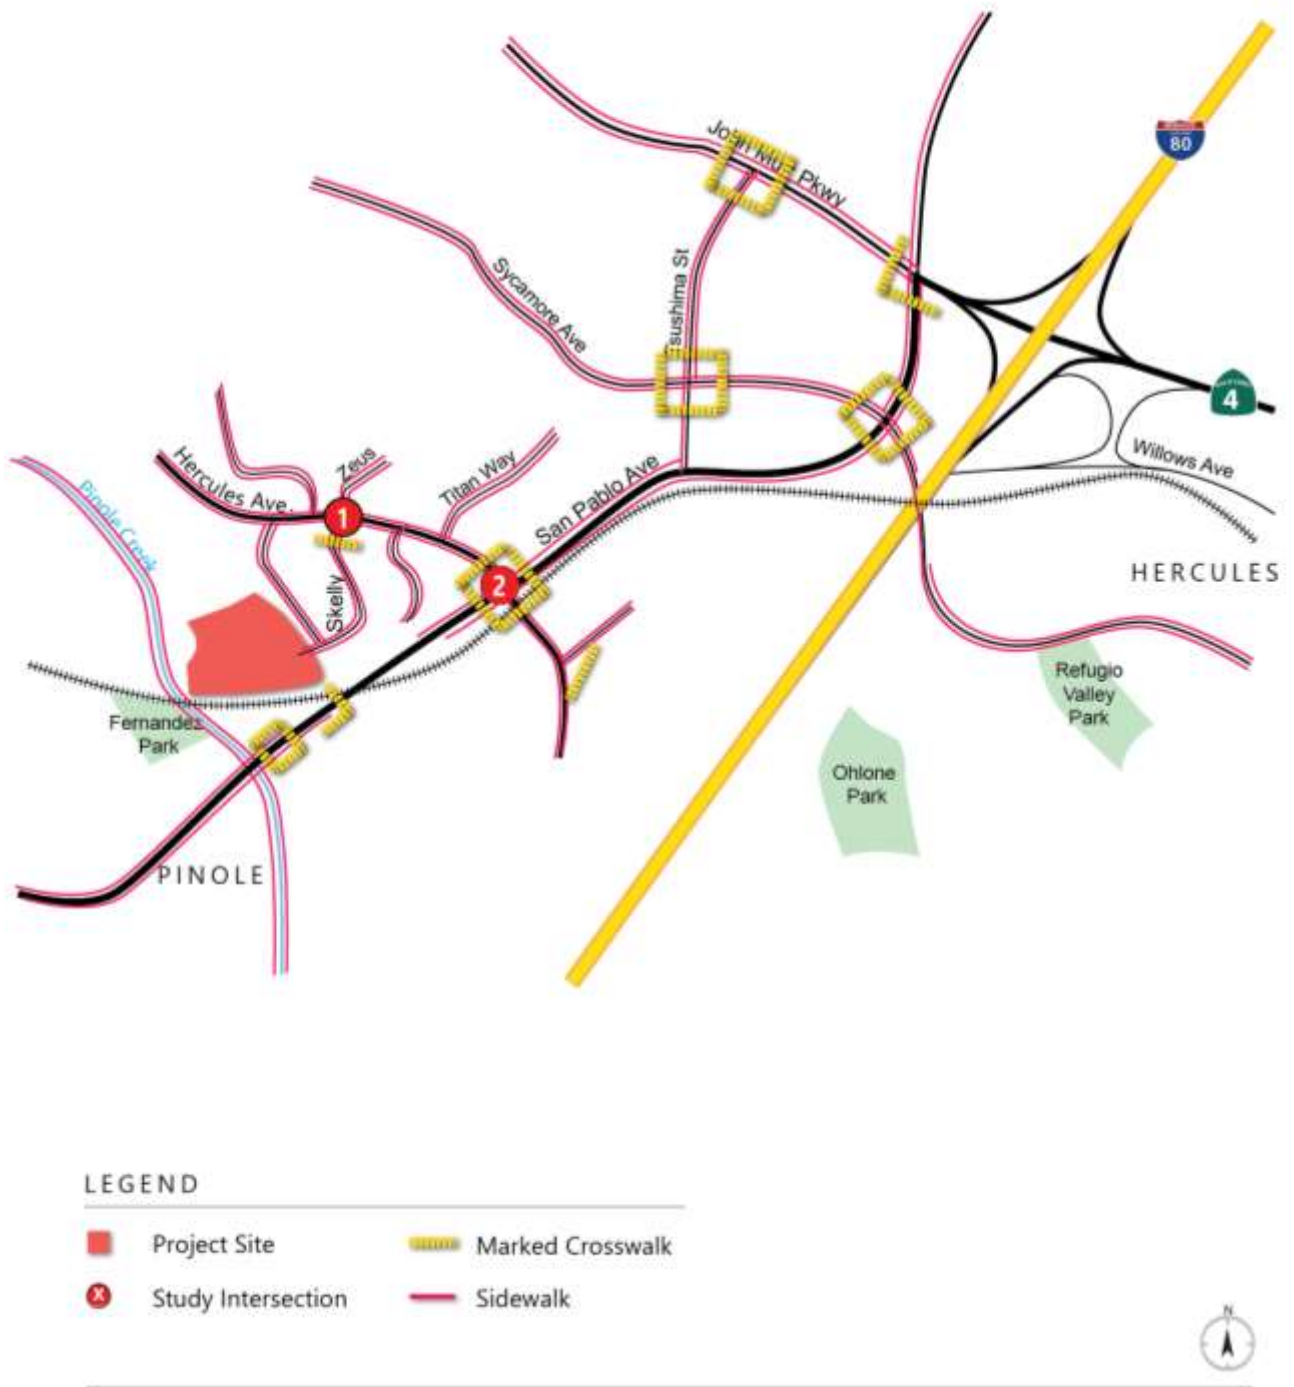 80
John Muir Pkwy
Tsushima St
Sycamore Ave
4
Willows Ave
Zeus
Hercules Ave.
Titan Way
San Pablo Ave
1
Pinole Creek
2
HERCULES
Skelly
Refugio
Valley
Park
Fernandez
Park
Ohlone
Park
PINOLE
LEGEND
Project Site
Marked Crosswalk
X
Study Intersection
Sidewalk
N